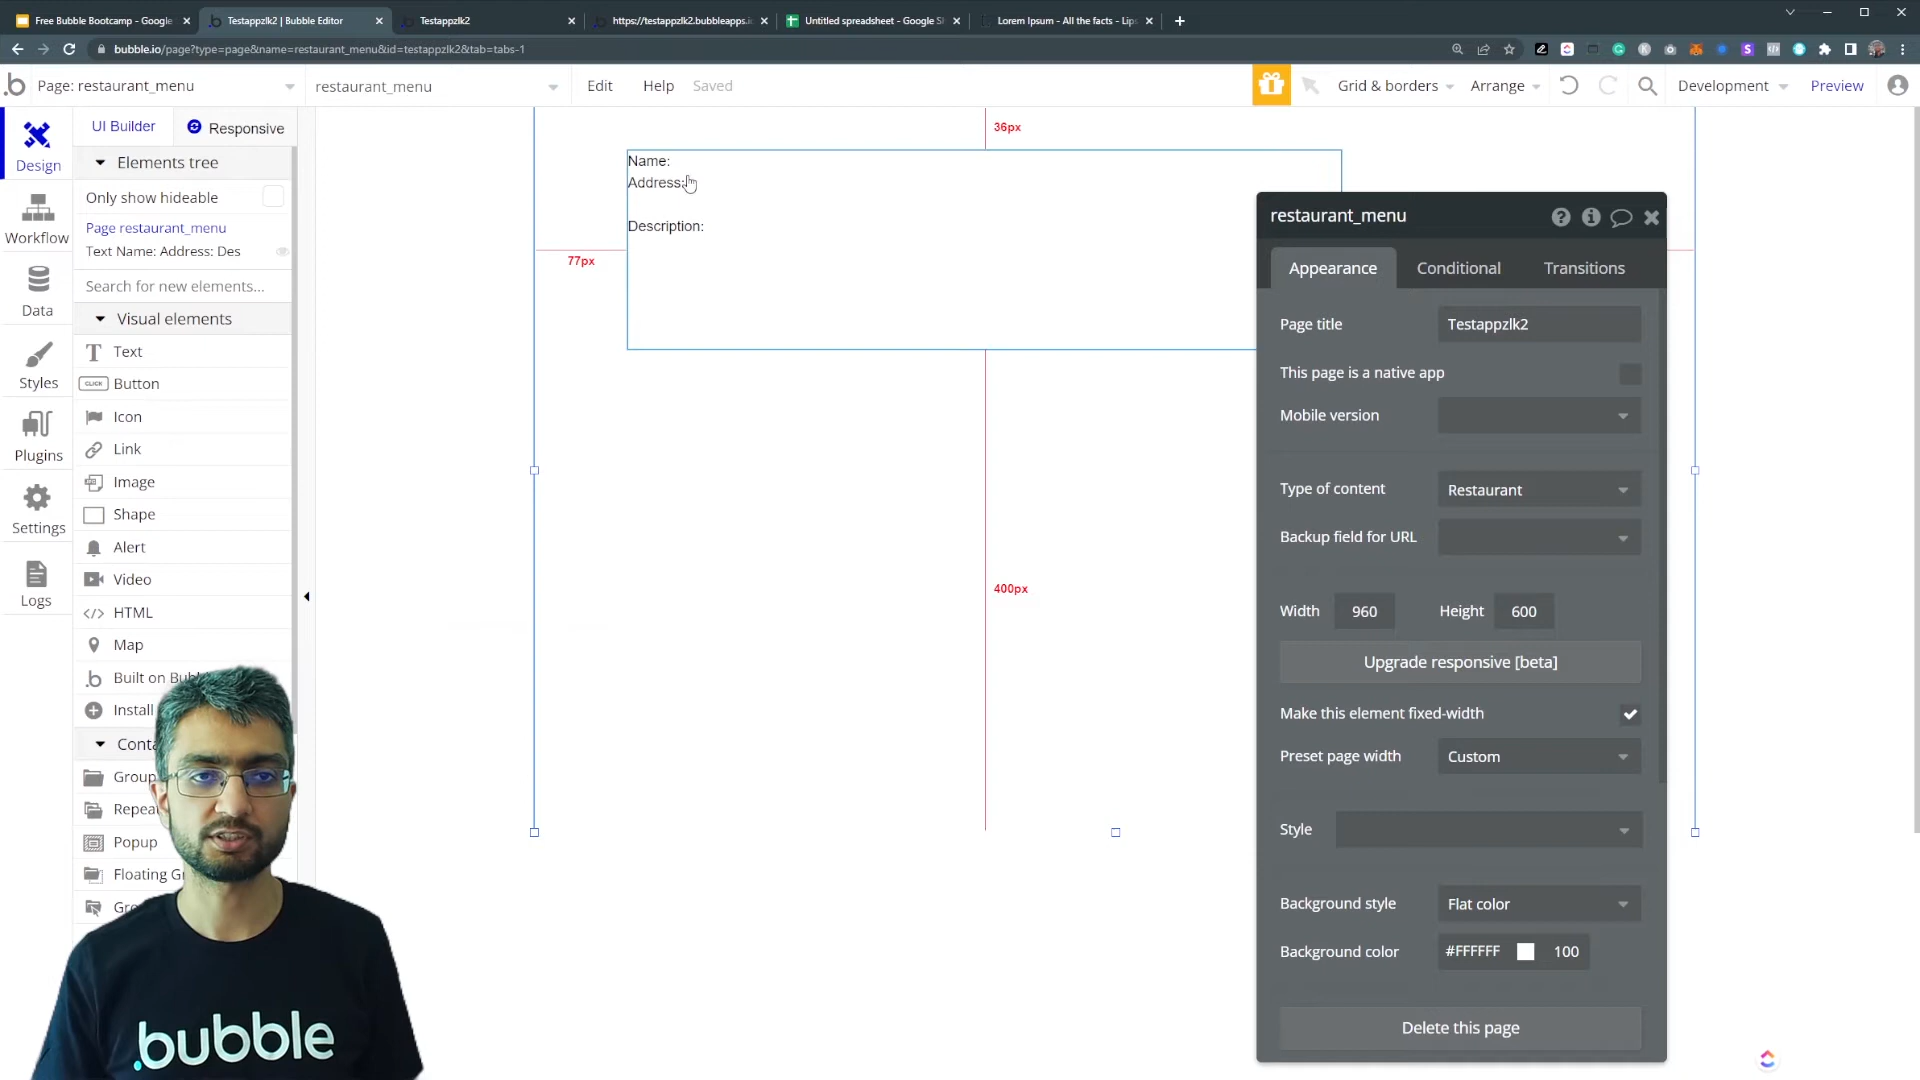 Free Bubble Bootcamp - Google
Testappzlk2 | Bubble Editor
Testappzlk2
https://testappzlk2.bubbleapps.i
Untitled spreadsheet - Google Sh
Lorem Ipsum - All the facts - Lips
bubble.io/page?type=page&name=restaurant_menu&id=testappzlk2&tab=tabs-1
Page: restaurant_menu
restaurant_menu
Edit
Help
Saved
Grid & borders
Arrange
Development
Preview
Design
Workflow
Data
Styles
Plugins
Settings
Logs
UI Builder
Responsive
Elements tree
Only show hideable
Page restaurant_menu
Text Name: Address: Des
Search for new elements...
Visual elements
Text
Button
CLICK
Icon
Link
Image
Shape
Alert
Video
HTML
Map
Built on Bubb
Install
Conta
Group
Repea
Popup
Floating Gr
Gro
36px
Name:
Address:
Description:
77px
400px
restaurant_menu
Appearance
Conditional
Transitions
Page title
Testappzlk2
This page is a native app
Mobile version
Type of content
Restaurant
Backup field for URL
Width
960
Height
600
Upgrade responsive [beta]
Make this element fixed-width
Preset page width
Custom
Style
Background style
Flat color
Background color
#FFFFFF
100
Delete this page
.bubble